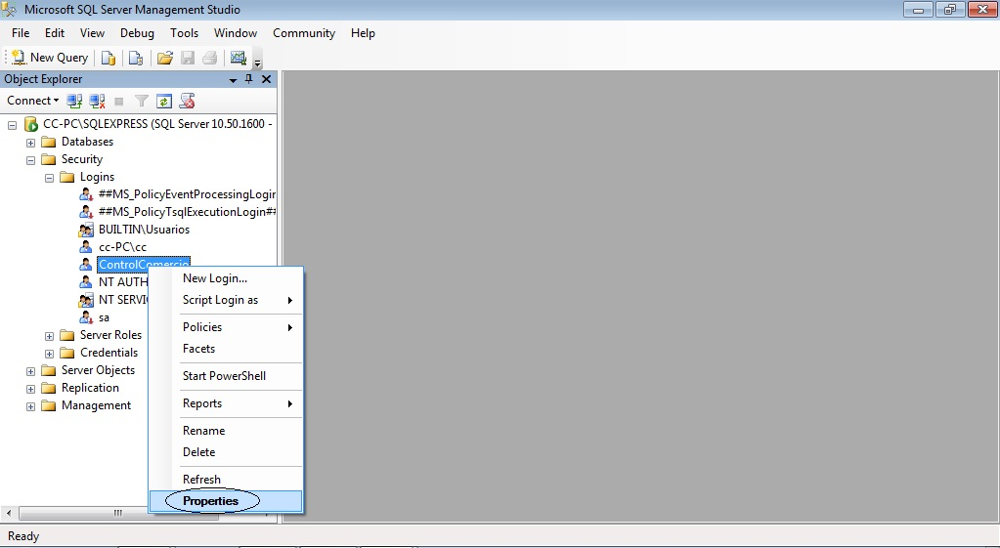 Microsoft SQL Server Management Studio
File Edit View Debug Tools Window Community Help
New Query
Object Explorer
Connect
CC-PC\SQLEXPRESS (SQL Server 10.50.1600 -
Databases
Security
Logins
##MS_PolicyEventProcessingLogin
##MS_PolicyTsqlExecutionLogin##
BUILTIN\Usuarios
cc-PC\cc
ControlComercio
NT AUTH
NT SERVI
sa
Server Roles
Credentials
Server Objects
Replication
Management
New Login...
Script Login as
Policies
Facets
Start PowerShell
Reports
Rename
Delete
Refresh
Properties
Ready